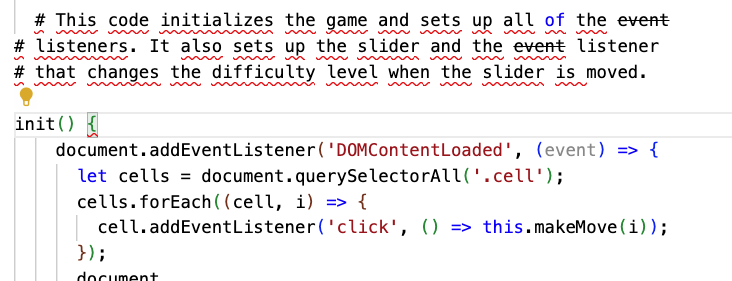 # This code initializes the game and sets up all of the event
# listeners. It also sets up the slider and the event listener
# that changes the difficulty level when the slider is moved.
init() {
document.addEventListener('DOMContentLoaded', (event) => {
let cells = document.querySelectorAll('.cell');
cells.forEach((cell, i) => {
cell.addEventListener('click', () => this.makeMove(i));
});
document